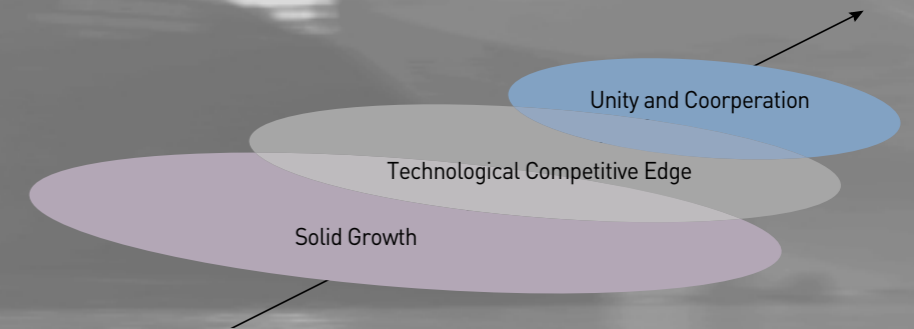 Unity and Coorperation
Technological Competitive Edge
Solid Growth